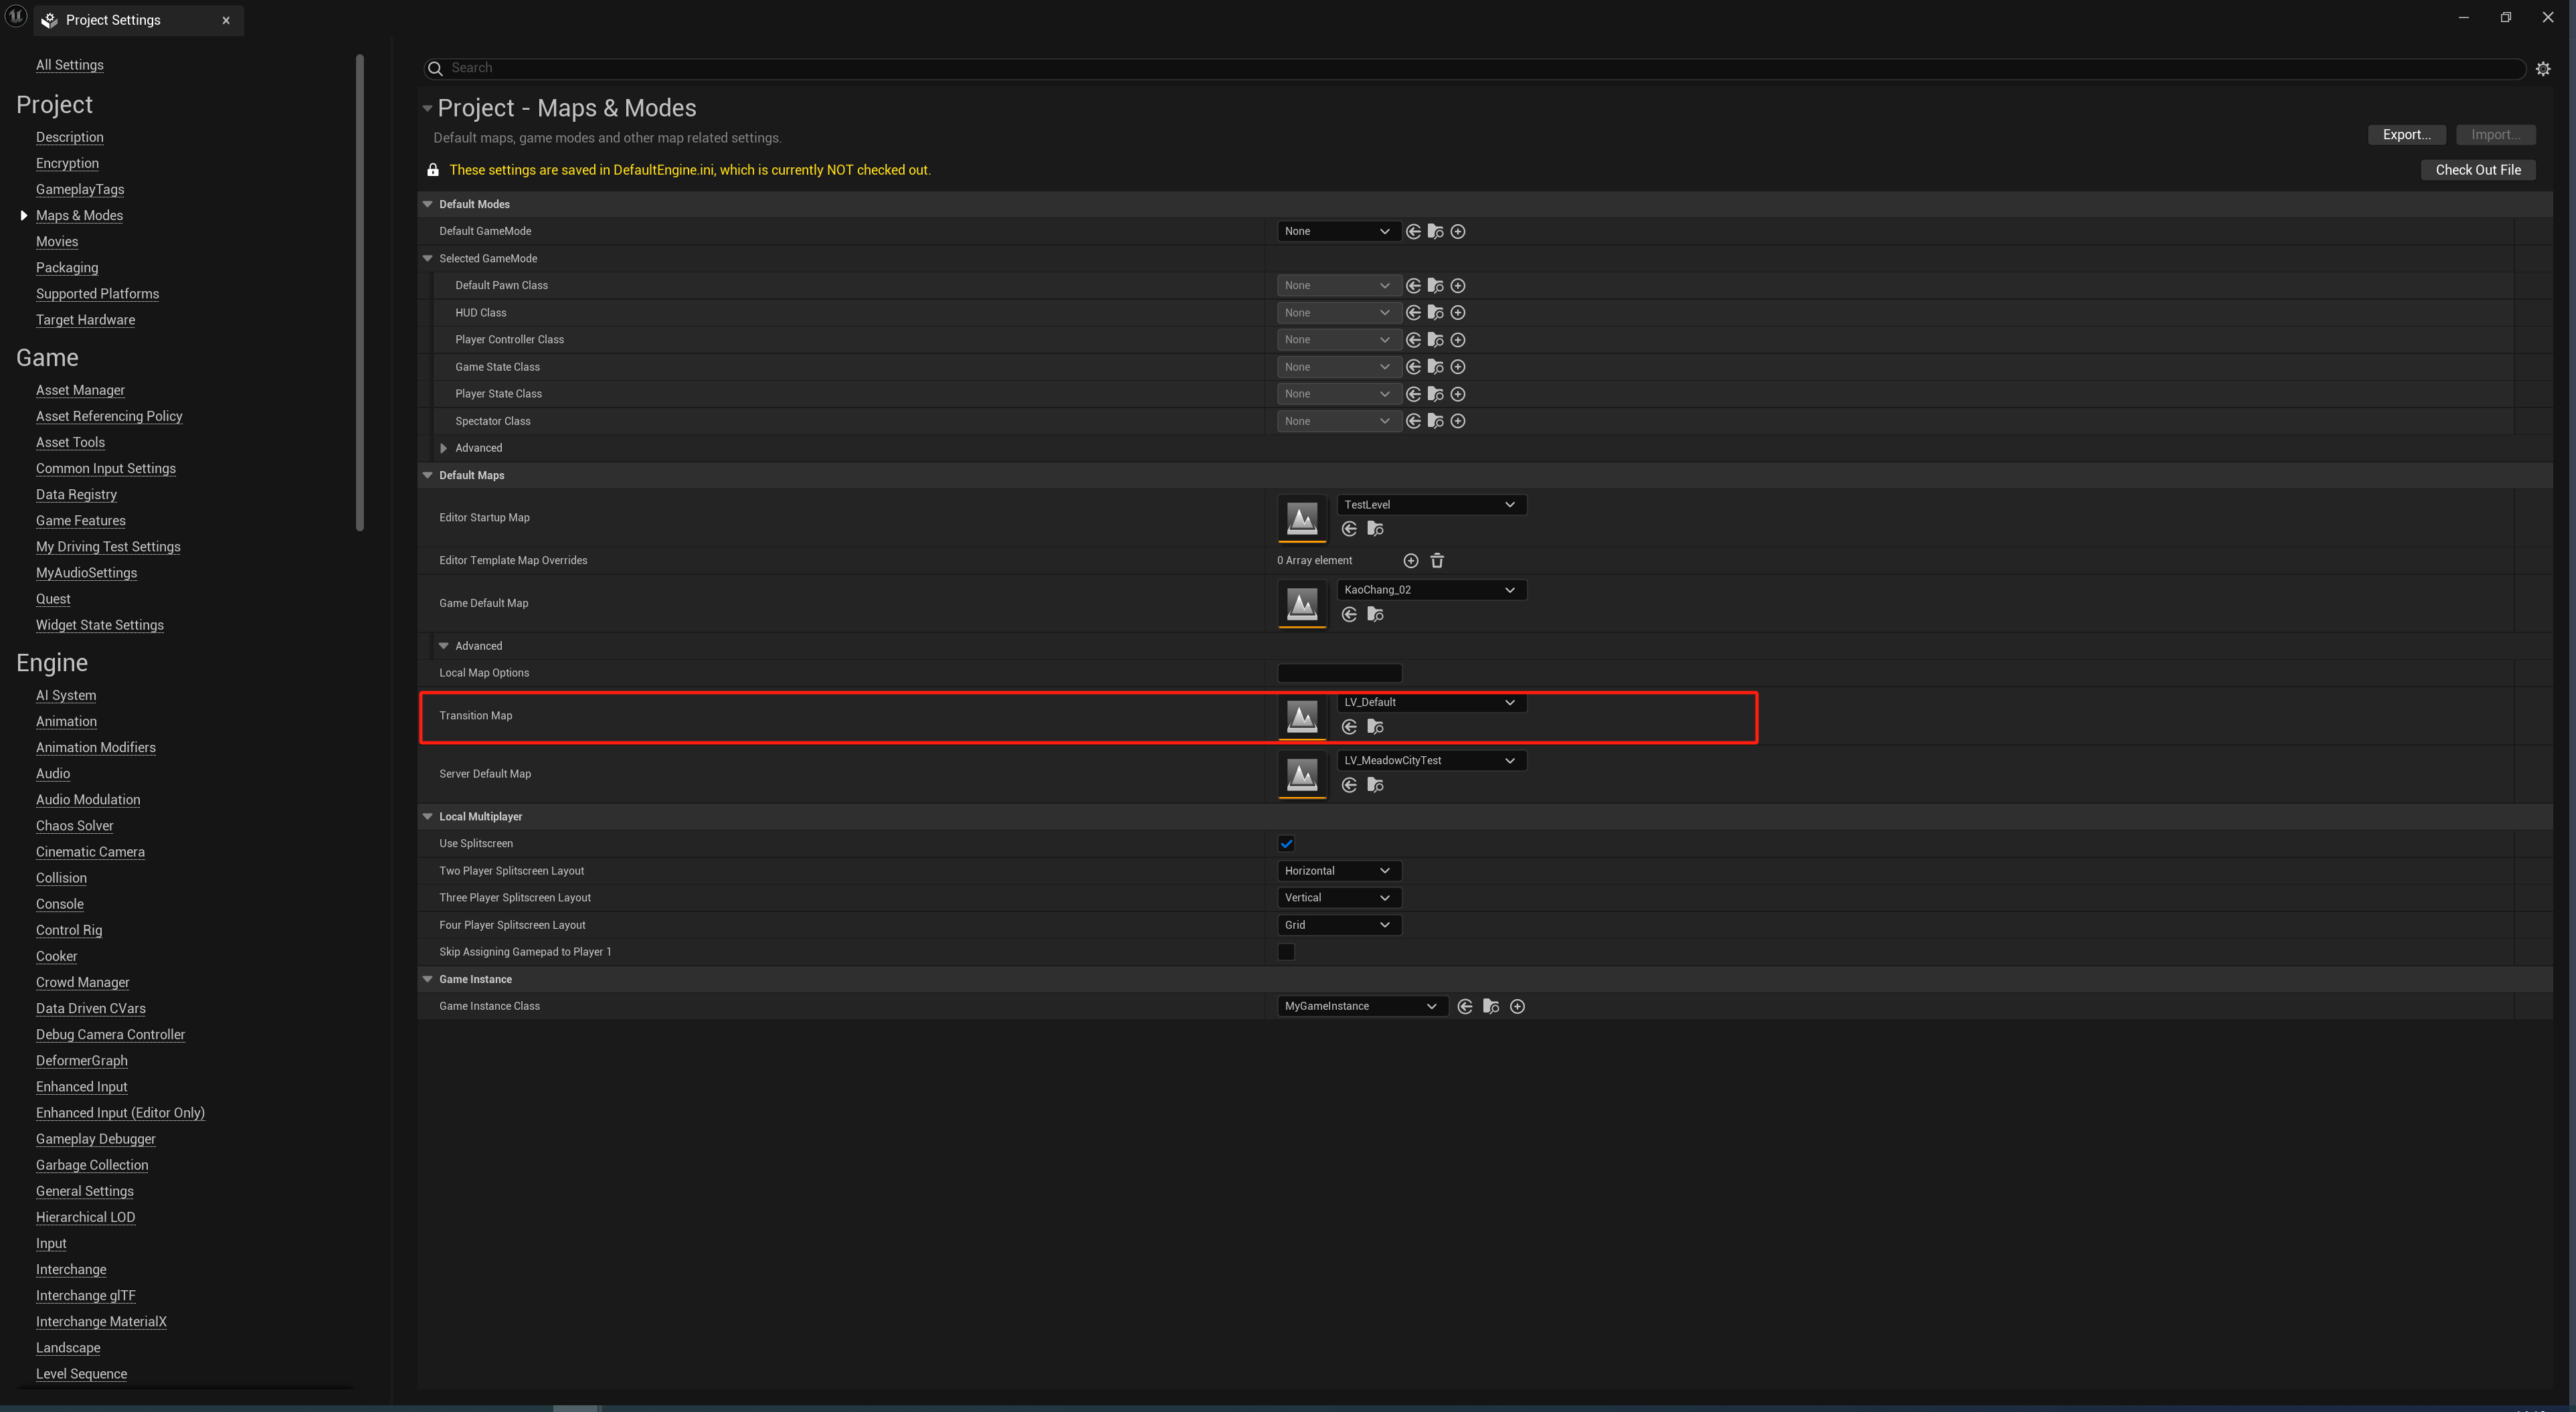 Project Settings
All Settings
Project
Description
Encryption
GameplayTags
Maps & Modes
Movies
Packaging
Supported Platforms
Target Hardware
Game
Asset Manager
Asset Referencing Policy
Asset Tools
Common Input Settings
Data Registry
Game Features
My Driving Test Settings
MyAudioSettings
Quest
Widget State Settings
Engine
AI System
Animation
Animation Modifiers
Audio
Audio Modulation
Chaos Solver
Cinematic Camera
Collision
Console
Control Rig
Cooker
Crowd Manager
Data Driven CVars
Debug Camera Controller
DeformerGraph
Enhanced Input
Enhanced Input (Editor Only)
Gameplay Debugger
Garbage Collection
General Settings
Hierarchical LOD
Input
Interchange
Interchange glTF
Interchange MaterialX
Landscape
Level Sequence
Search
Project - Maps & Modes
Default maps, game modes and other map related settings.
Export... Import...
These settings are saved in DefaultEngine.ini, which is currently NOT checked out.
Check Out File
Default Modes
Default GameMode None
Selected GameMode
Default Pawn Class None
HUD Class None
Player Controller Class None
Game State Class None
Player State Class None
Spectator Class None
Advanced
Default Maps
Editor Startup Map TestLevel
Editor Template Map Overrides 0 Array element
Game Default Map KaoChang_02
Advanced
Local Map Options
Transition Map LV_Default
Server Default Map LV_MeadowCityTest
Local Multiplayer
Use Splitscreen
Two Player Splitscreen Layout Horizontal
Three Player Splitscreen Layout Vertical
Four Player Splitscreen Layout Grid
Skip Assigning Gamepad to Player 1
Game Instance
Game Instance Class MyGameInstance